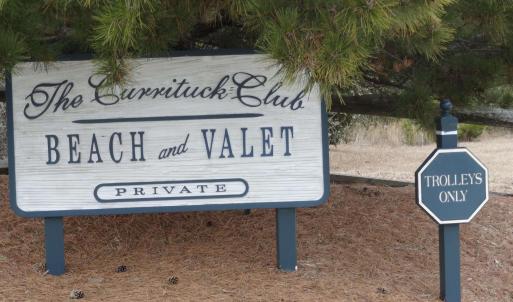 The Currituck Club
BEACH and VALET
PRIVATE
TROLLEYS
ONLY